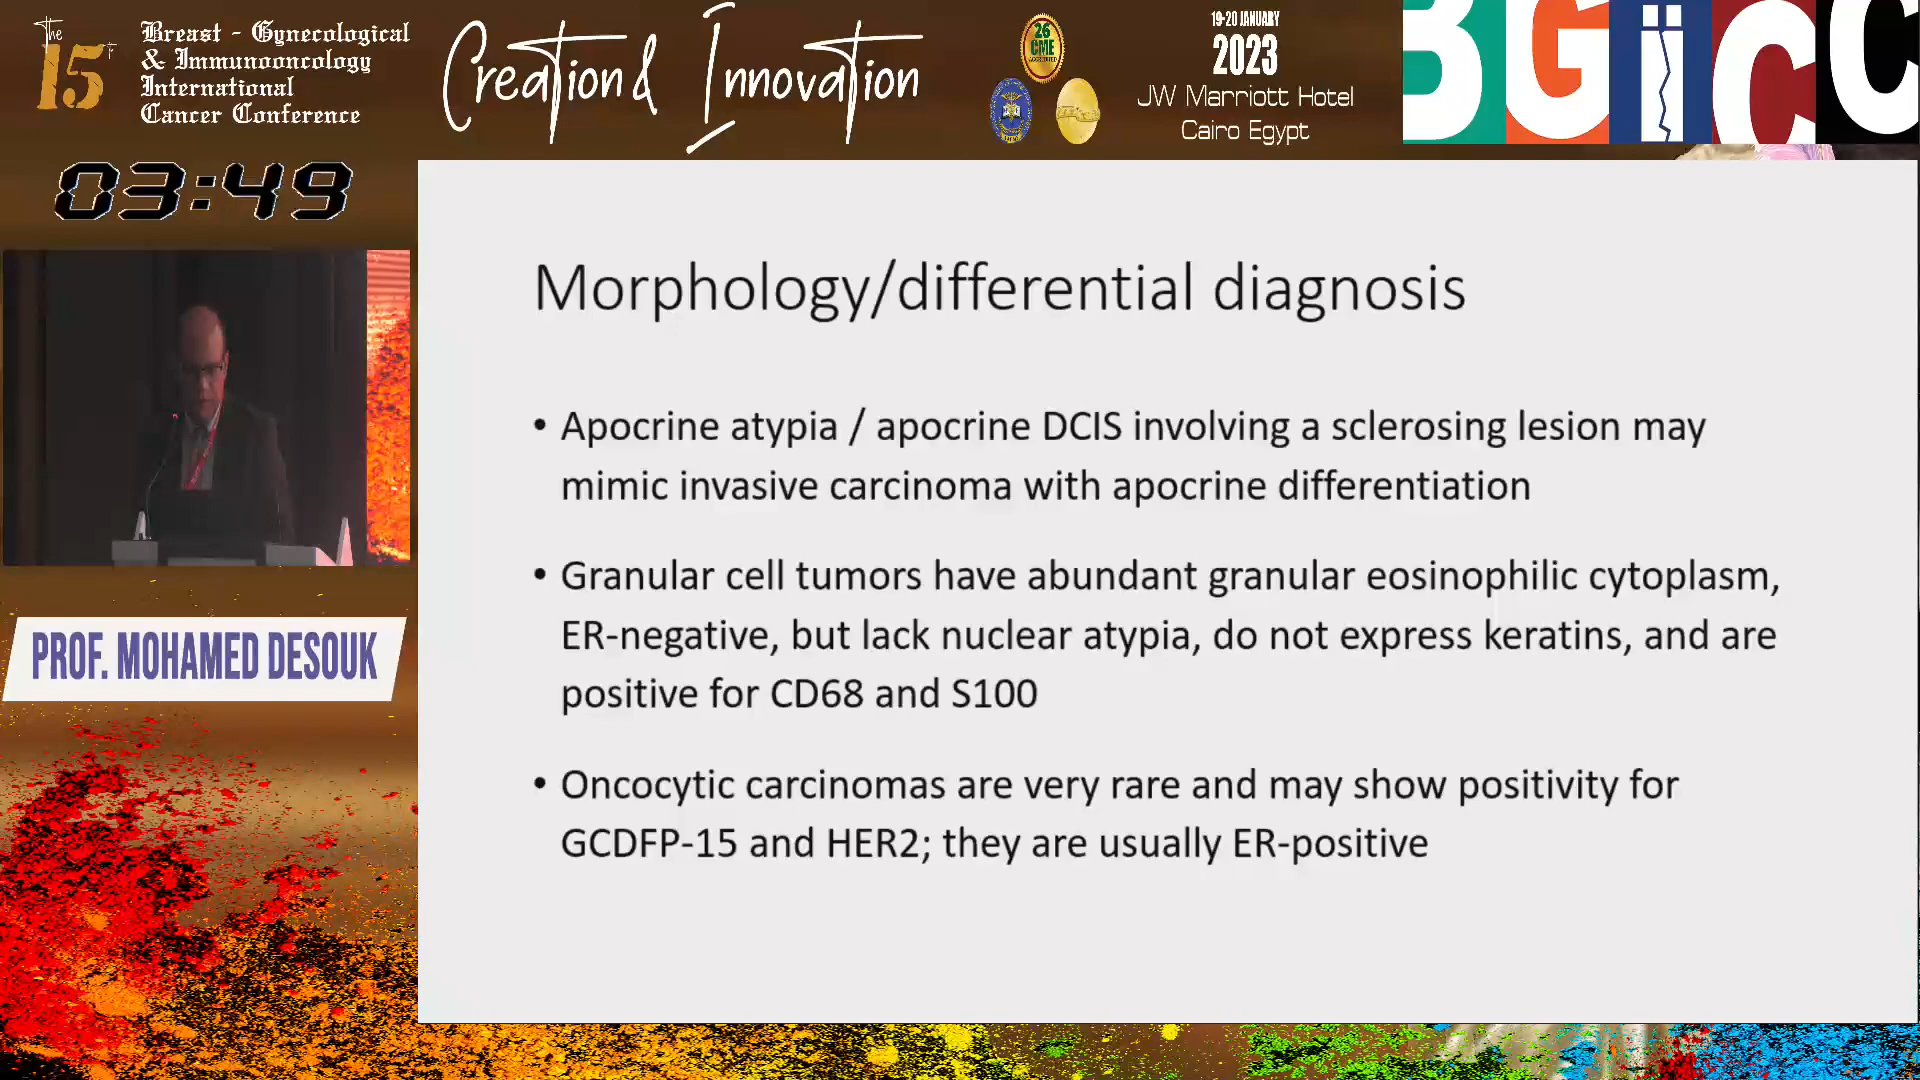 The
15
Breast - Gynecological
& Immunooncology
International
Cancer Conference
Creation & Innovation
26
CME
ACCREDITED
19-20 JANUARY
2023
JW Marriott Hotel
Cairo Egypt
BGICC
03:49
PROF. MOHAMED DESOUK
Morphology/differential diagnosis
• Apocrine atypia / apocrine DCIS involving a sclerosing lesion may
mimic invasive carcinoma with apocrine differentiation
• Granular cell tumors have abundant granular eosinophilic cytoplasm,
ER-negative, but lack nuclear atypia, do not express keratins, and are
positive for CD68 and S100
• Oncocytic carcinomas are very rare and may show positivity for
GCDFP-15 and HER2; they are usually ER-positive